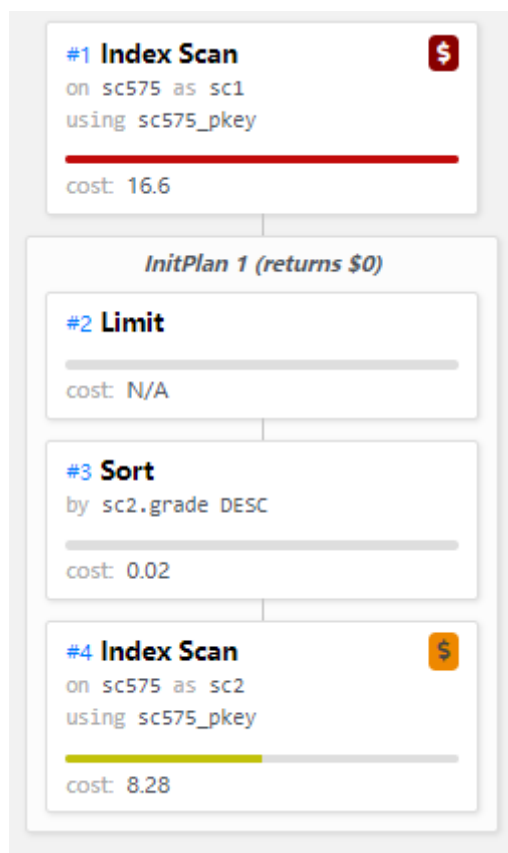 #1 Index Scan $
on sc575 as sc1
using sc575_pkey
cost: 16.6
InitPlan 1 (returns $0)
#2 Limit
cost: N/A
#3 Sort
by sc2.grade DESC
cost: 0.02
#4 Index Scan $
on sc575 as sc2
using sc575_pkey
cost: 8.28